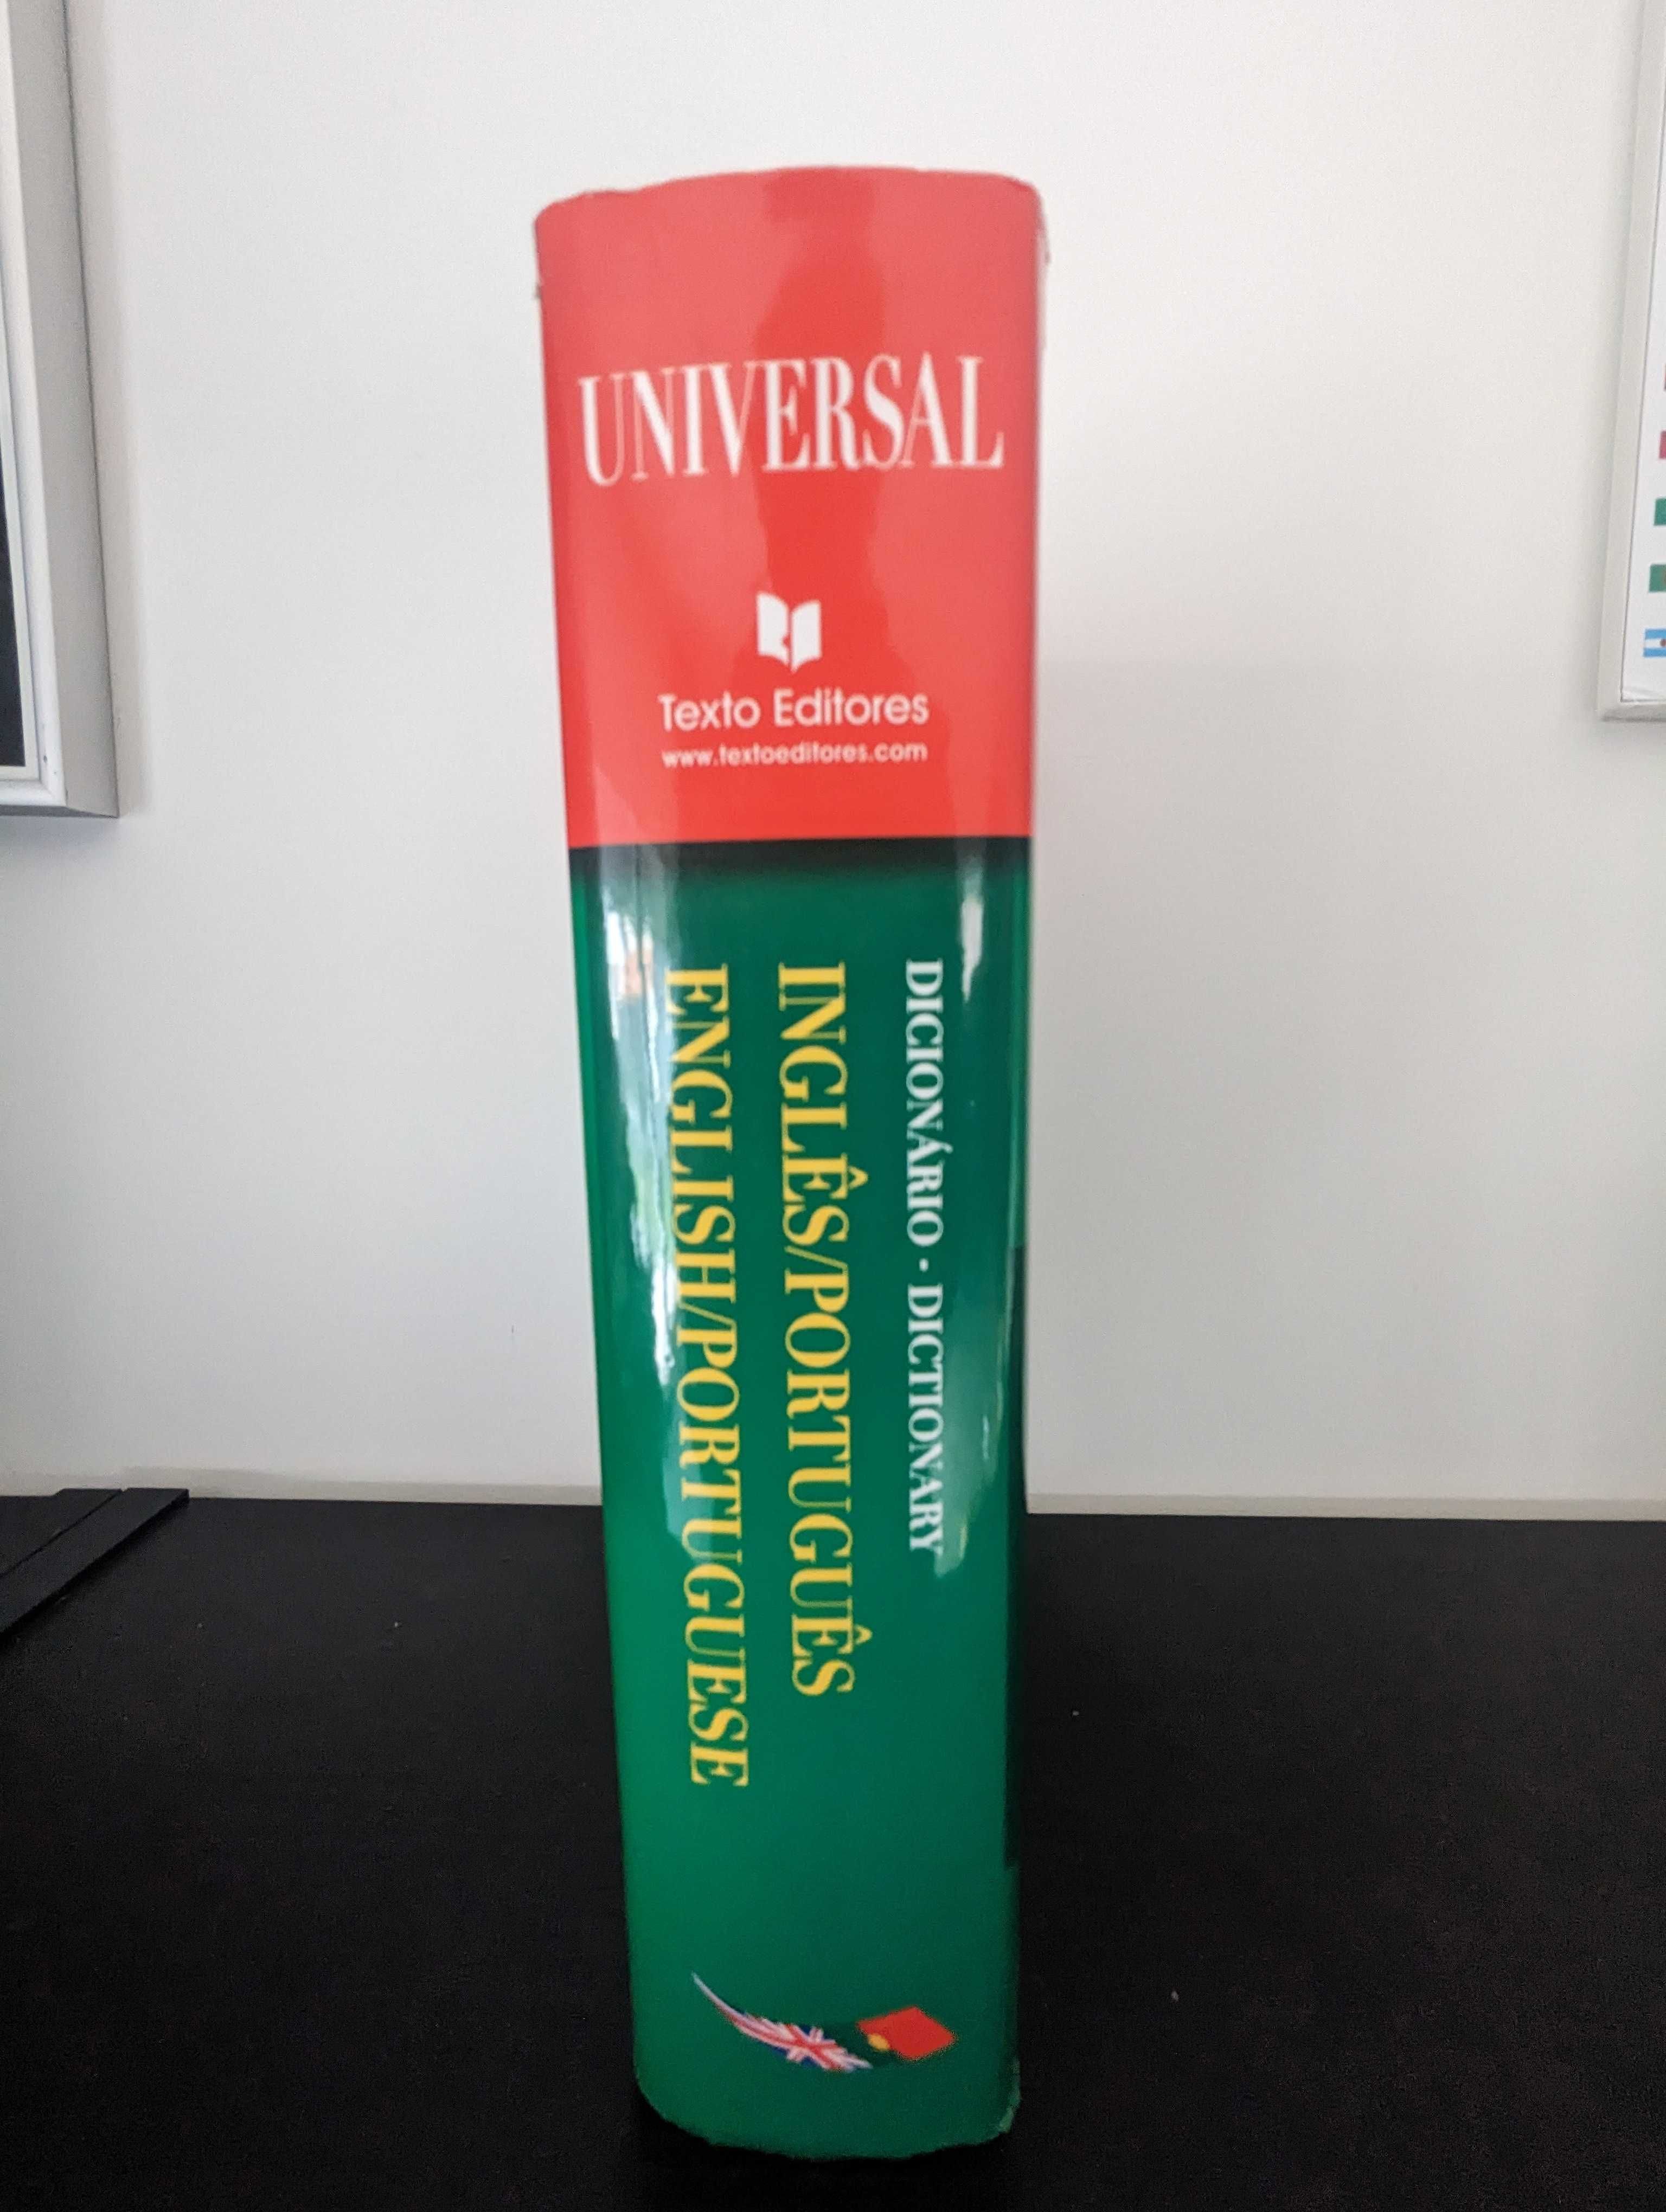 UNIVERSAL
Texto Editores
www.textoeditores.com
DICIONÁRIO • DICTIONARY
INGLÊS/PORTUGUÊS
ENGLISH/PORTUGUESE